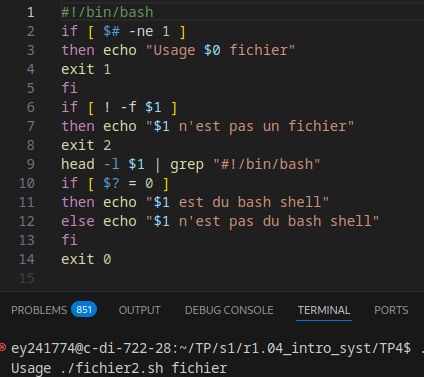 1 #!/bin/bash
2 if [ $# -ne 1 ]
3 then echo "Usage $0 fichier"
4 exit 1
5 fi
6 if [ ! -f $1 ]
7 then echo "$1 n'est pas un fichier"
8 exit 2
9 head -l $1 | grep "#!/bin/bash"
10 if [ $? = 0 ]
11 then echo "$1 est du bash shell"
12 else echo "$1 n'est pas du bash shell"
13 fi
14 exit 0
15
PROBLEMS 851 OUTPUT DEBUG CONSOLE TERMINAL PORTS
ey241774@c-di-722-28:~/TP/s1/r1.04_intro_syst/TP4$ .
Usage ./fichier2.sh fichier